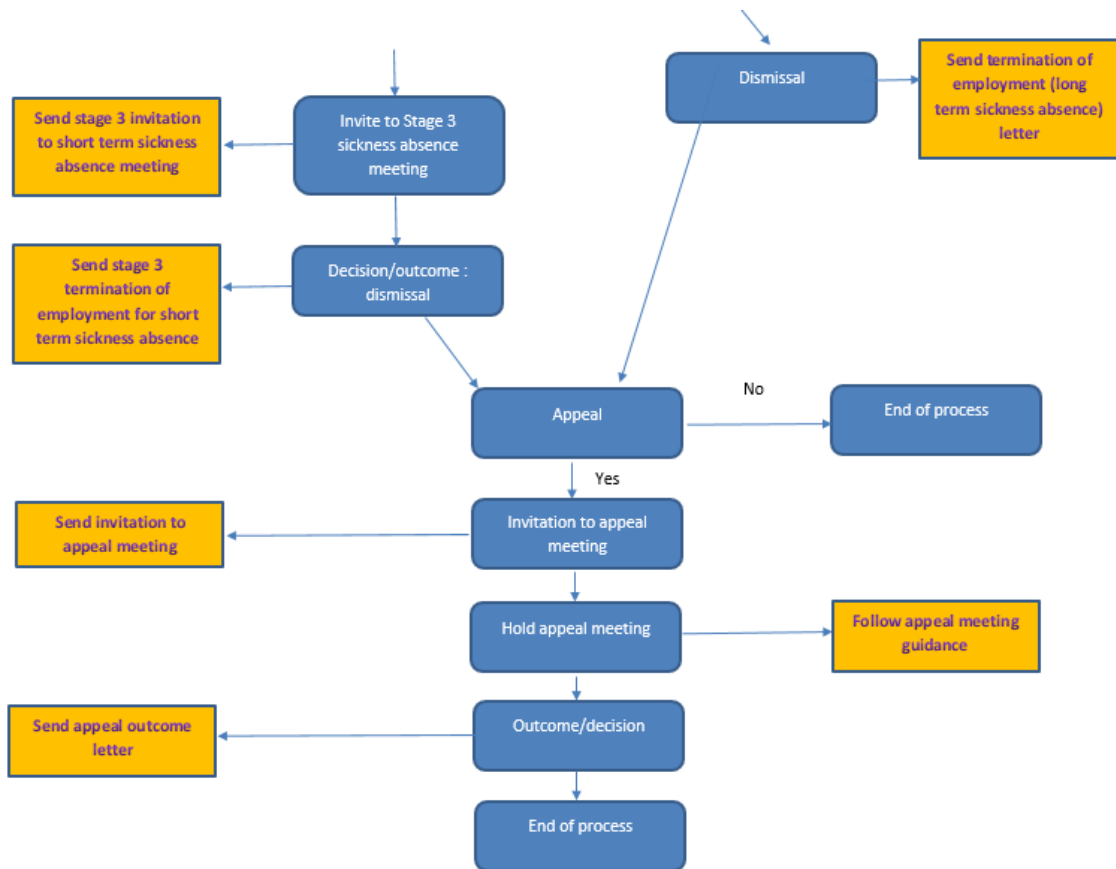 Dismissal
Send termination of
employment (long
term sickness absence)
letter
Send stage 3 invitation
to short term sickness
absence meeting
Invite to Stage 3
sickness absence
meeting
Send stage 3
termination of
employment for short
term sickness absence
Decision/outcome :
dismissal
Appeal
No
End of process
Yes
Send invitation to
appeal meeting
Invitation to appeal
meeting
Hold appeal meeting
Follow appeal meeting
guidance
Send appeal outcome
letter
Outcome/decision
End of process